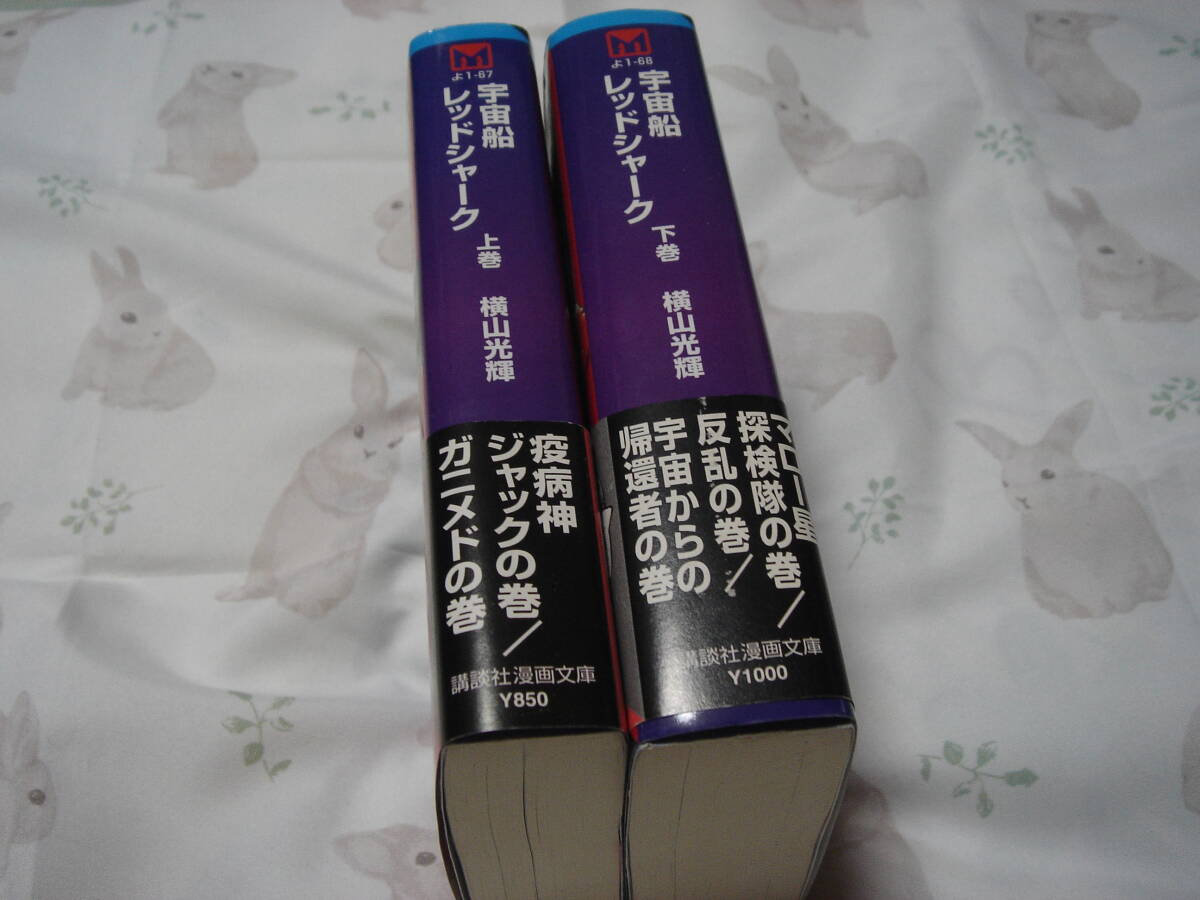 よ1-67
宇宙船
レッドシャーク
上巻
横山光輝
疫病神
ジャックの巻／
ガニメドの巻
講談社漫画文庫
Y850
よ1-68
宇宙船
レッドシャーク
下巻
横山光輝
マロー星
探検隊の巻／
反乱の巻／
宇宙からの
帰還者の巻
講談社漫画文庫
Y1000